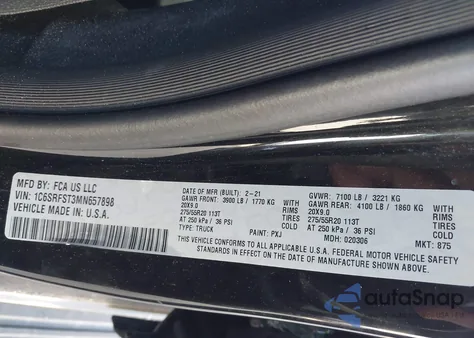 MFD BY: FCA US LLC
VIN: 1C6SRFST3MN657898
VEHICLE MADE IN: U.S.A.
DATE OF MFR (BUILT): 2-21
GVWR: 7100 LB / 3221 KG
GAWR FRONT: 3900 LB / 1770 KG
RIMS
20X9.0
WITH TIRES
275/55R20 113T
AT 250 kPa / 36 PSI
GAWR REAR: 4100 LB / 1860 KG
RIMS
20X9.0
WITH TIRES
275/55R20 113T
AT 250 kPa / 36 PSI
TYPE: TRUCK PAINT: PXJ MDH: 020306 MKT: 875
THIS VEHICLE CONFORMS TO ALL APPLICABLE U.S.A. FEDERAL MOTOR VEHICLE SAFETY
STANDARDS IN EFFECT ON THE DATE OF MANUFACTURE SHOWN ABOVE.
autoSnap